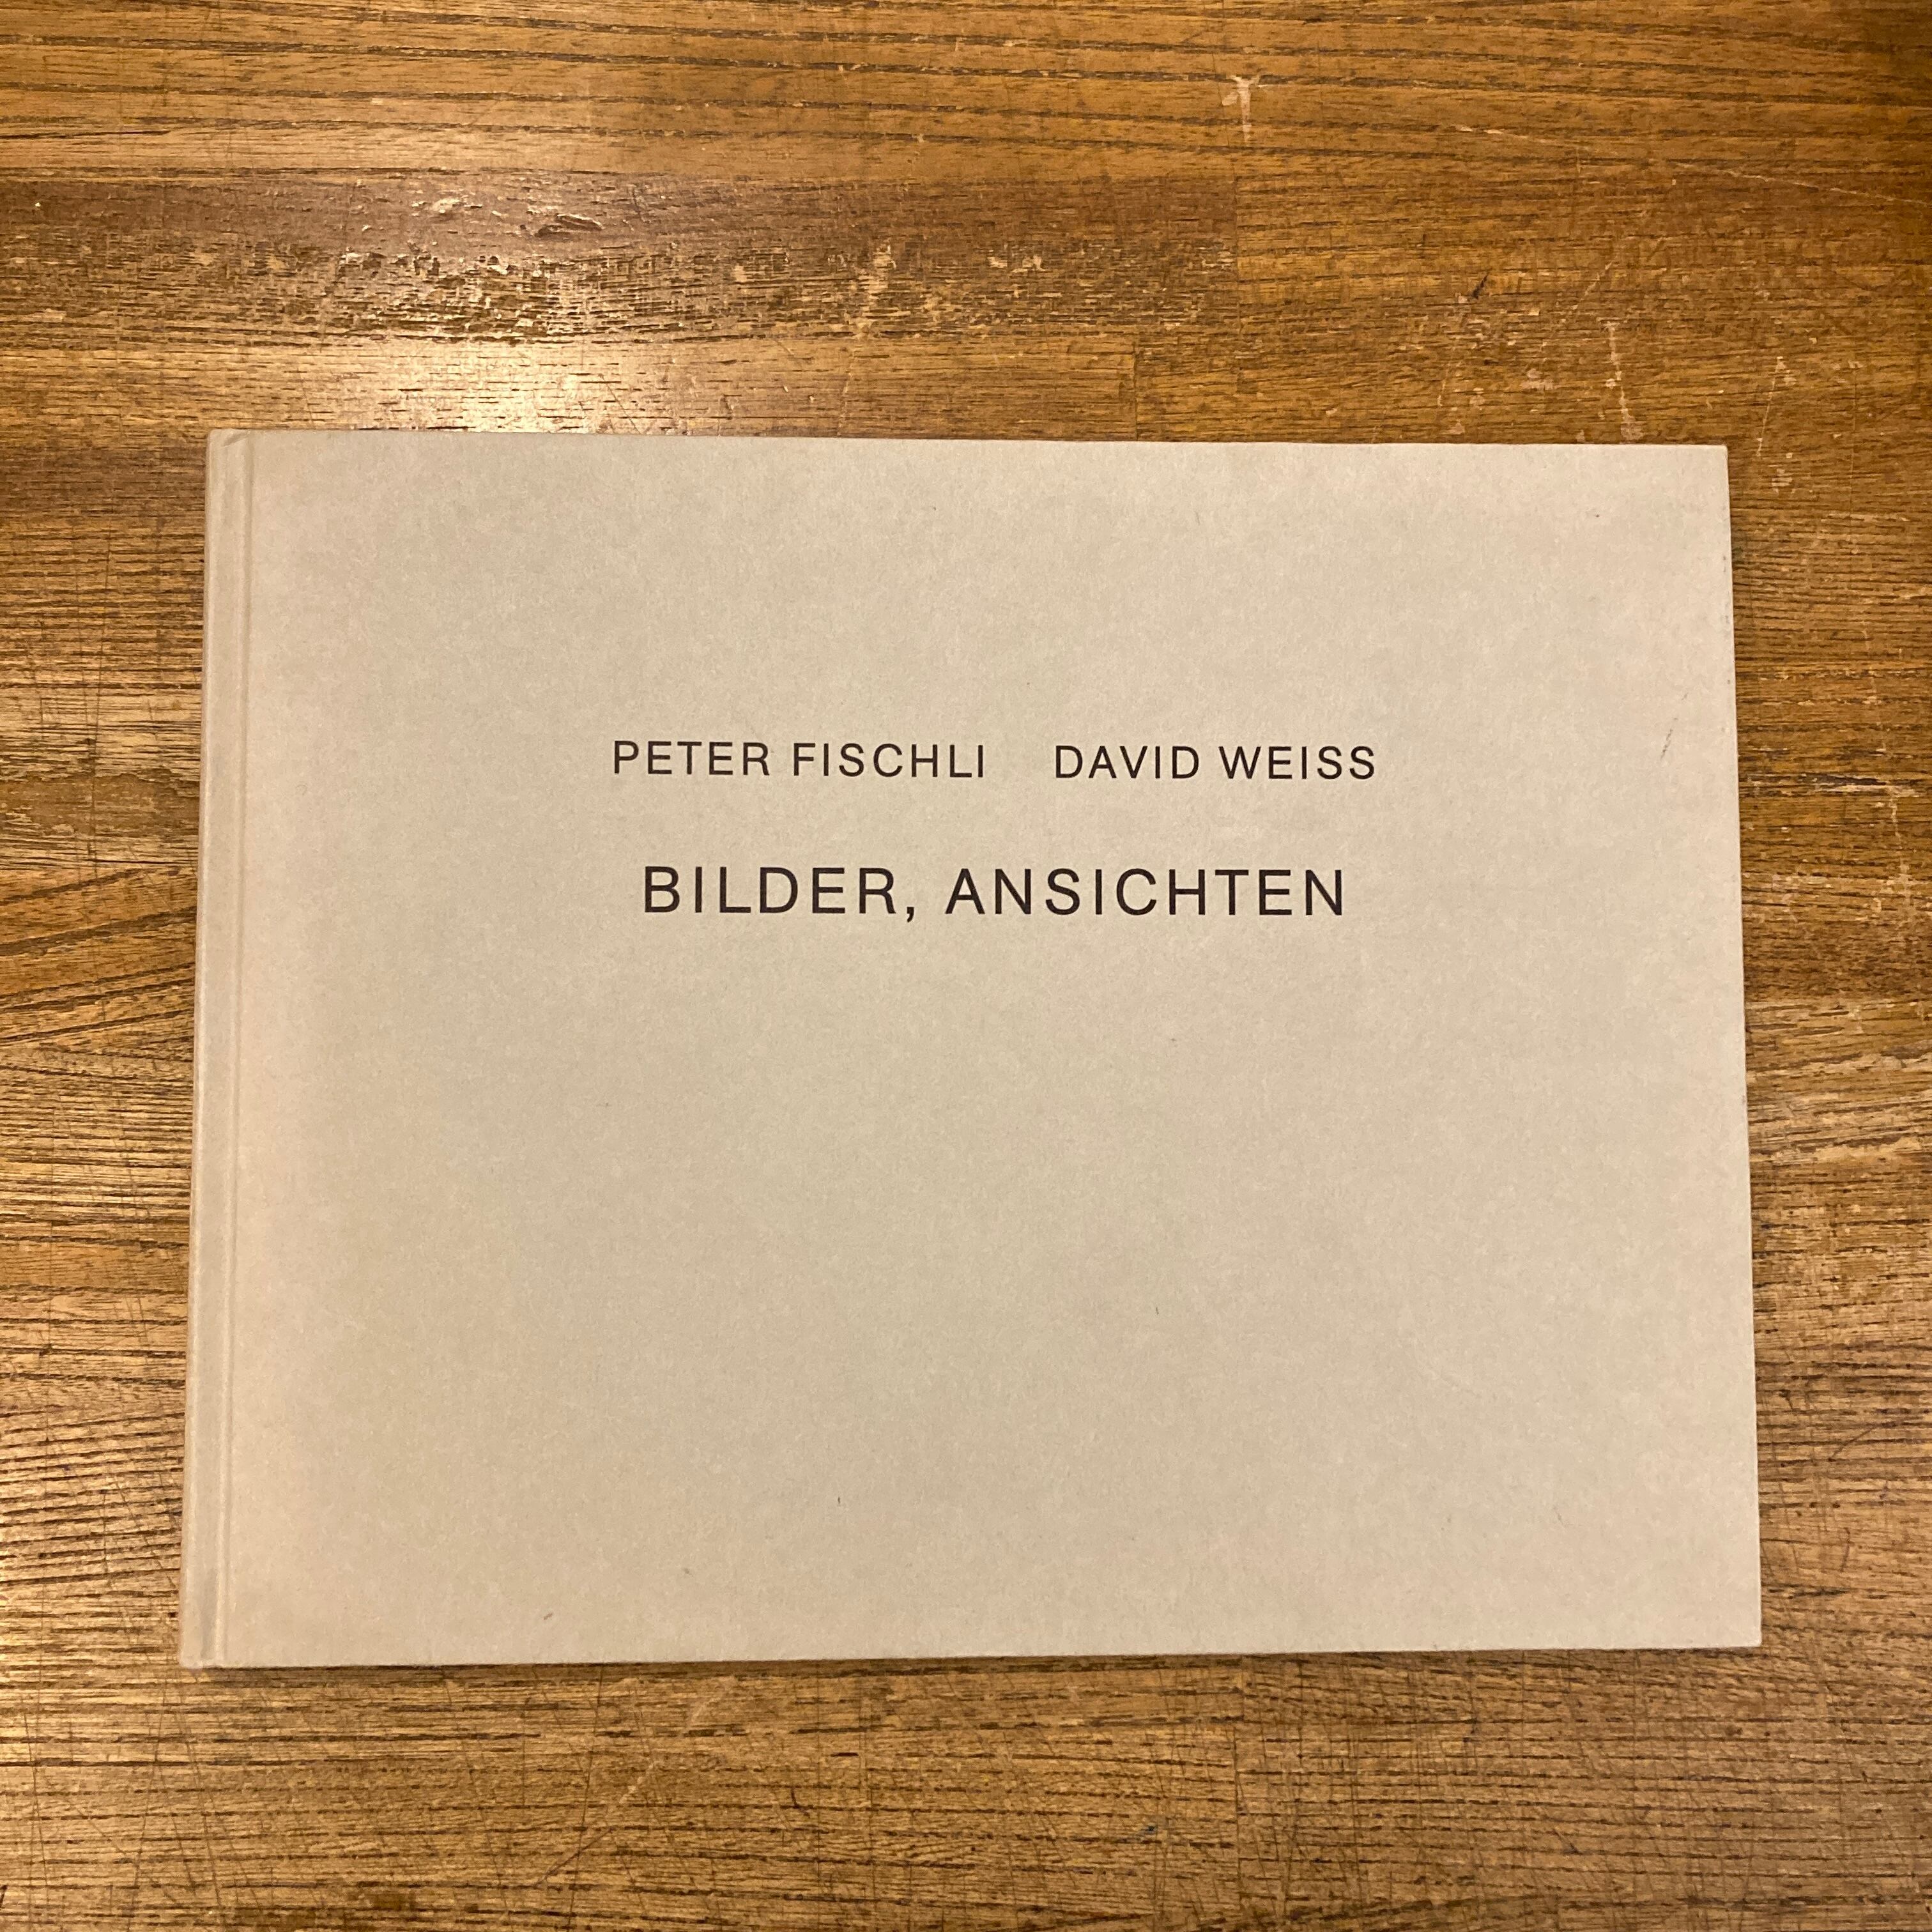 PETER FISCHLI DAVID WEISS
BILDER, ANSICHTEN